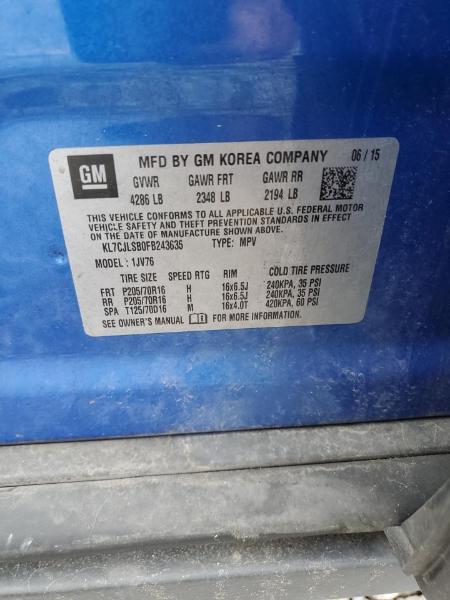 GM MFD BY GM KOREA COMPANY 06 / 15
GVWR GAWR FRT GAWR RR
4286 LB 2348 LB 2194 LB
THIS VEHICLE CONFORMS TO ALL APPLICABLE U.S. FEDERAL MOTOR
VEHICLE SAFETY AND THEFT PREVENTION STANDARDS IN EFFECT
ON THE DATE OF MANUFACTURE SHOWN ABOVE.
KL7CJLSB0FB243635 TYPE: MPV
MODEL : 1JV76
TIRE SIZE SPEED RTG RIM COLD TIRE PRESSURE
FRT P205/70R16 H 16x6.5J 240KPA, 35 PSI
RR P205/70R16 H 16x6.5J 240KPA, 35 PSI
SPA T125/70D16 M 16x4.0T 420KPA, 60 PSI
SEE OWNER'S MANUAL FOR MORE INFORMATION.